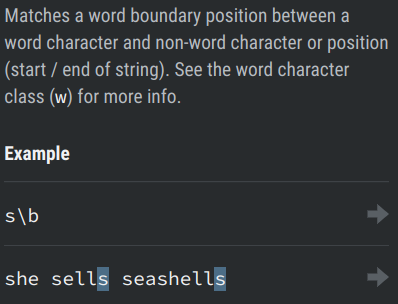 Matches a word boundary position between a
word character and non-word character or position
(start / end of string). See the word character
class (w) for more info.
Example
s\b
she sells seashells